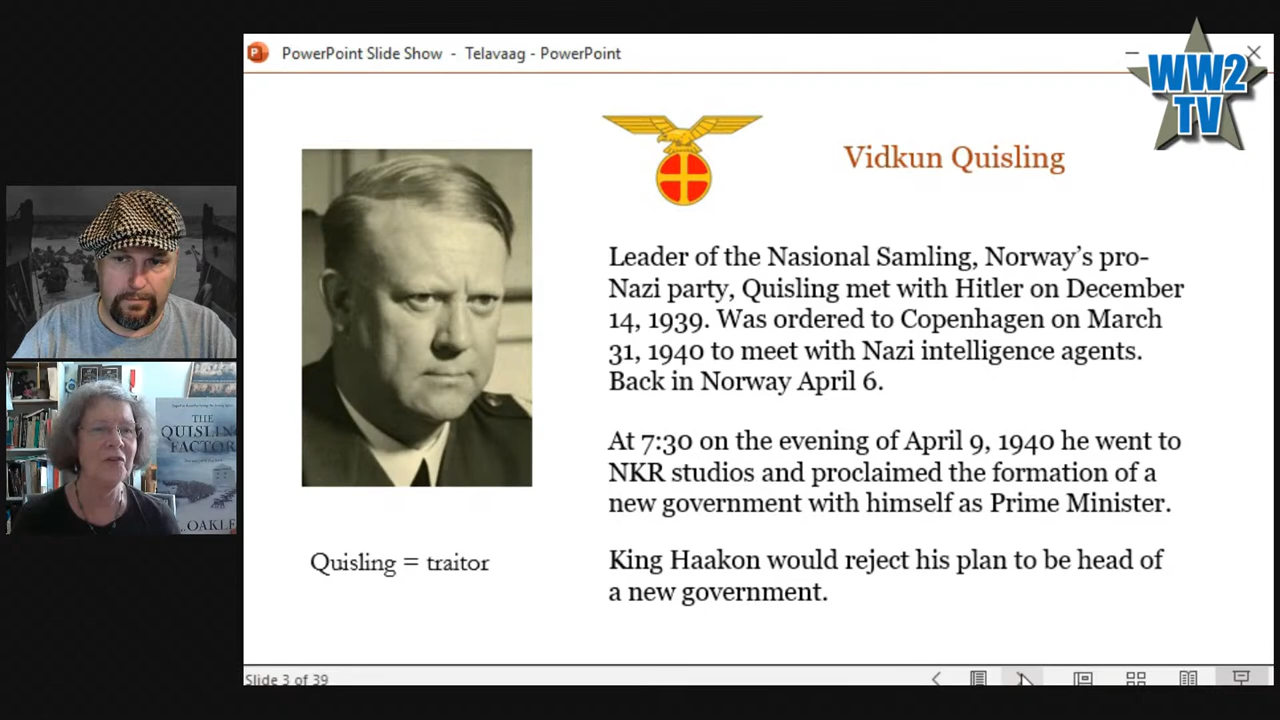 PowerPoint Slide Show - Telavaag - PowerPoint
WW2
TV
Vidkun Quisling
Leader of the Nasional Samling, Norway's pro-
Nazi party, Quisling met with Hitler on December
14, 1939. Was ordered to Copenhagen on March
31, 1940 to meet with Nazi intelligence agents.
Back in Norway April 6.
At 7:30 on the evening of April 9, 1940 he went to
NKR studios and proclaimed the formation of a
new government with himself as Prime Minister.
King Haakon would reject his plan to be head of
a new government.
Quisling = traitor
THE
QUISLING
FACTOR
OAKLE
Slide 3 of 39